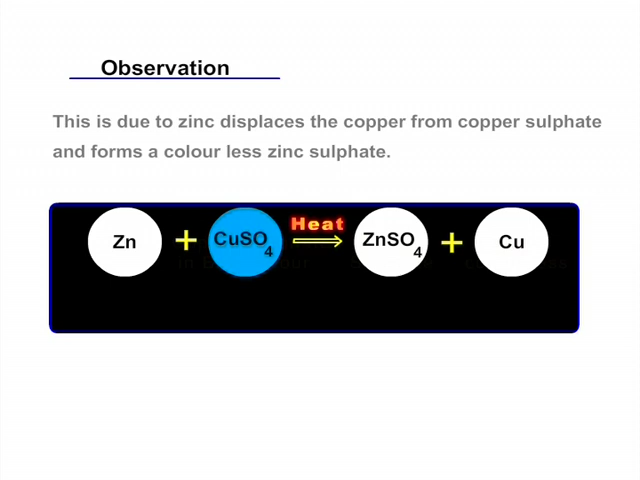 Observation
This is due to zinc displaces the copper from copper sulphate
and forms a colour less zinc sulphate.
Heat
Zn + CuSO4 ⟹ ZnSO4 + Cu